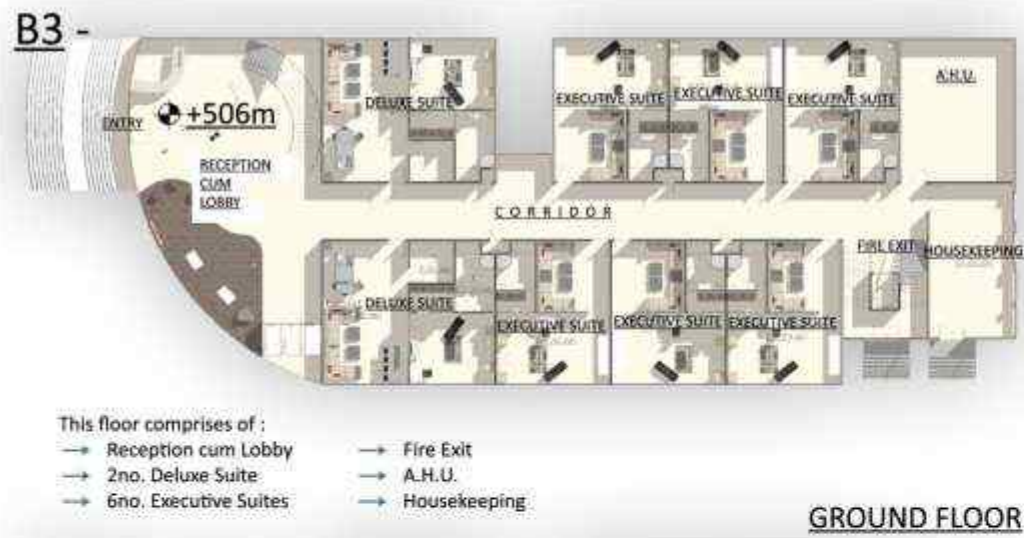 B3 -
ENTRY
+506m
RECEPTION
CUM
LOBBY
DELUXE SUITE
EXECUTIVE SUITE
EXECUTIVE SUITE
EXECUTIVE SUITE
A.H.U.
CORRIDOR
DELUXE SUITE
EXECUTIVE SUITE
EXECUTIVE SUITE
EXECUTIVE SUITE
FIRE EXIT
HOUSEKEEPING
This floor comprises of :
→ Reception cum Lobby
→ 2no. Deluxe Suite
→ 6no. Executive Suites
→ Fire Exit
→ A.H.U.
→ Housekeeping
GROUND FLOOR